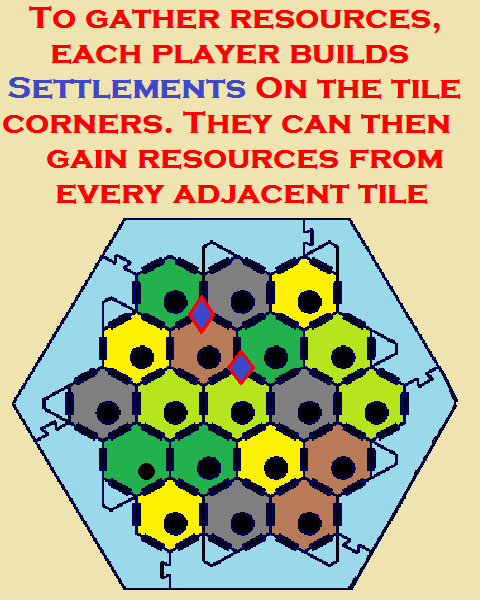 To gather resources,
each player builds
Settlements On the tile
corners. They can then
gain resources from
every adjacent tile